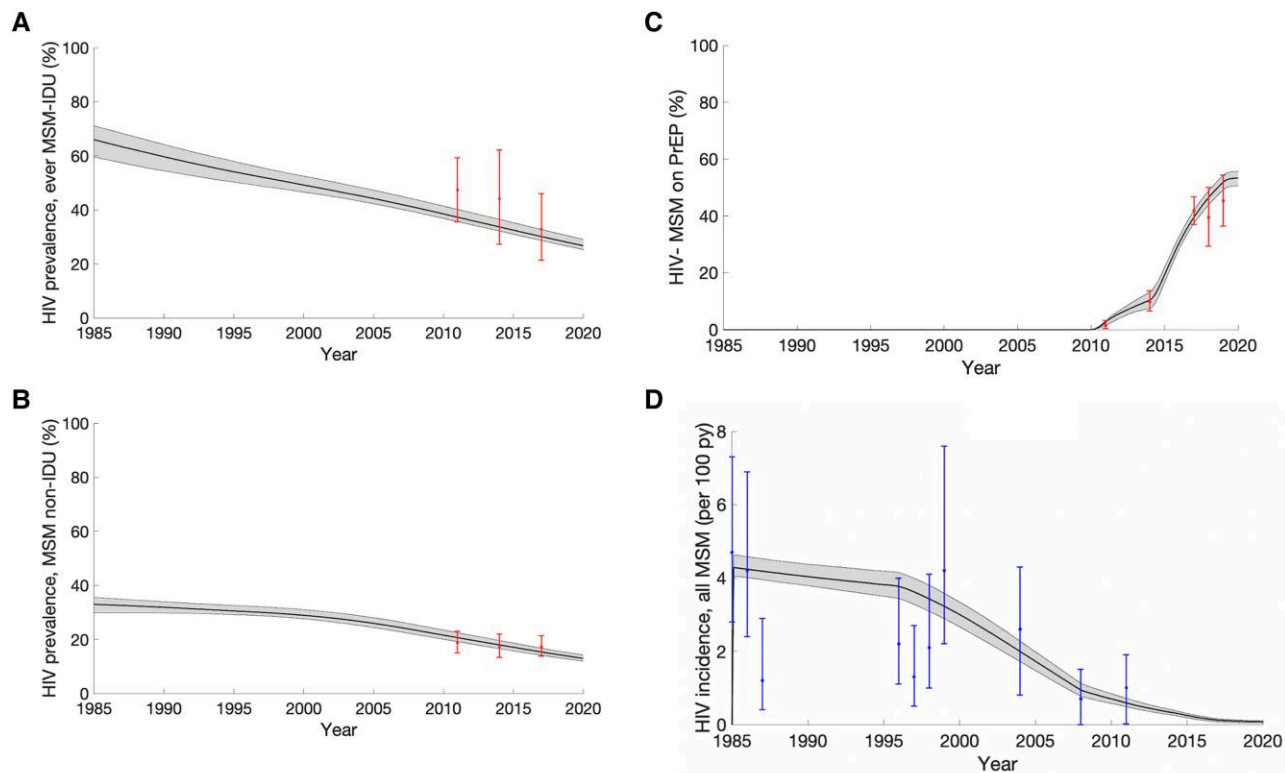 A
HIV prevalence, ever MSM-IDU (%)
100
80
60
40
20
0
1985 1990 1995 2000 2005 2010 2015 2020
Year
B
HIV prevalence, MSM non-IDU (%)
100
80
60
40
20
0
1985 1990 1995 2000 2005 2010 2015 2020
Year
C
HIV- MSM on PrEP (%)
100
80
60
40
20
0
1985 1990 1995 2000 2005 2010 2015 2020
Year
D
HIV incidence, all MSM (per 100 py)
8
6
4
2
0
1985 1990 1995 2000 2005 2010 2015 2020
Year